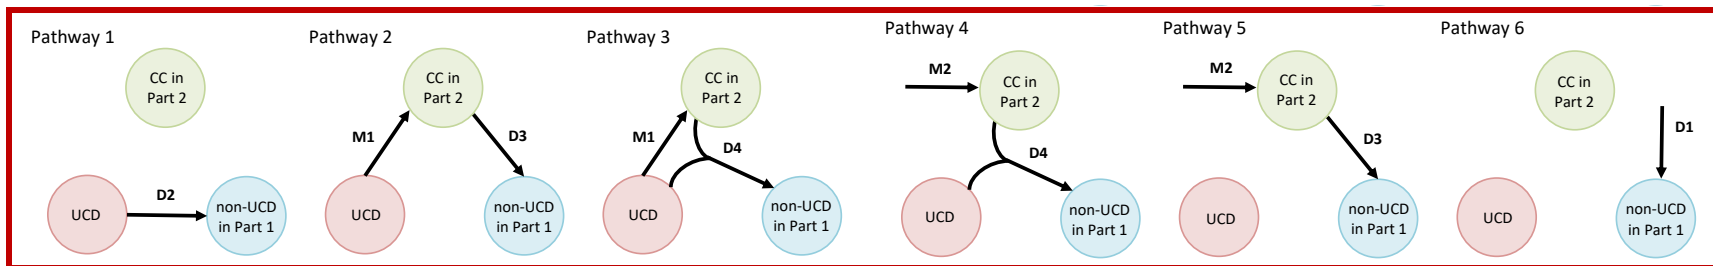 Pathway 1
CC in
Part 2
D2
UCD
non-UCD
in Part 1
Pathway 2
CC in
Part 2
M1
D3
UCD
non-UCD
in Part 1
Pathway 3
CC in
Part 2
M1
D4
UCD
non-UCD
in Part 1
Pathway 4
M2
CC in
Part 2
D4
UCD
non-UCD
in Part 1
Pathway 5
M2
CC in
Part 2
D3
UCD
non-UCD
in Part 1
Pathway 6
CC in
Part 2
D1
UCD
non-UCD
in Part 1